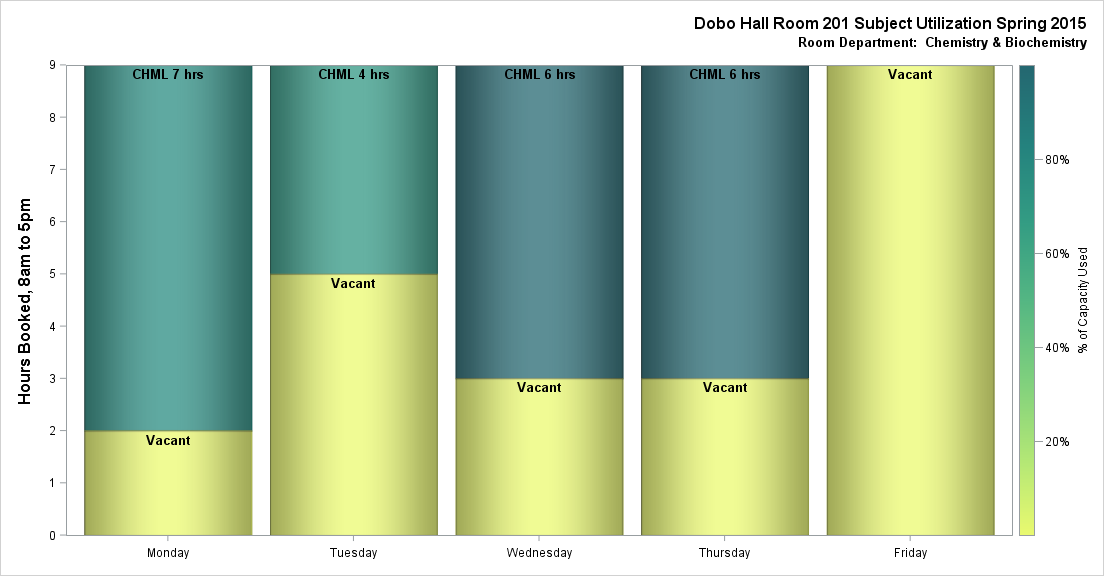 Dobo Hall Room 201 Subject Utilization Spring 2015
Room Department:  Chemistry & Biochemistry
Hours Booked, 8am to 5pm
9
8
7
6
5
4
3
2
1
0
CHML 7 hrs
Vacant
CHML 4 hrs
Vacant
CHML 6 hrs
Vacant
CHML 6 hrs
Vacant
Vacant
Monday
Tuesday
Wednesday
Thursday
Friday
80%
60%
40%
20%
% of Capacity Used